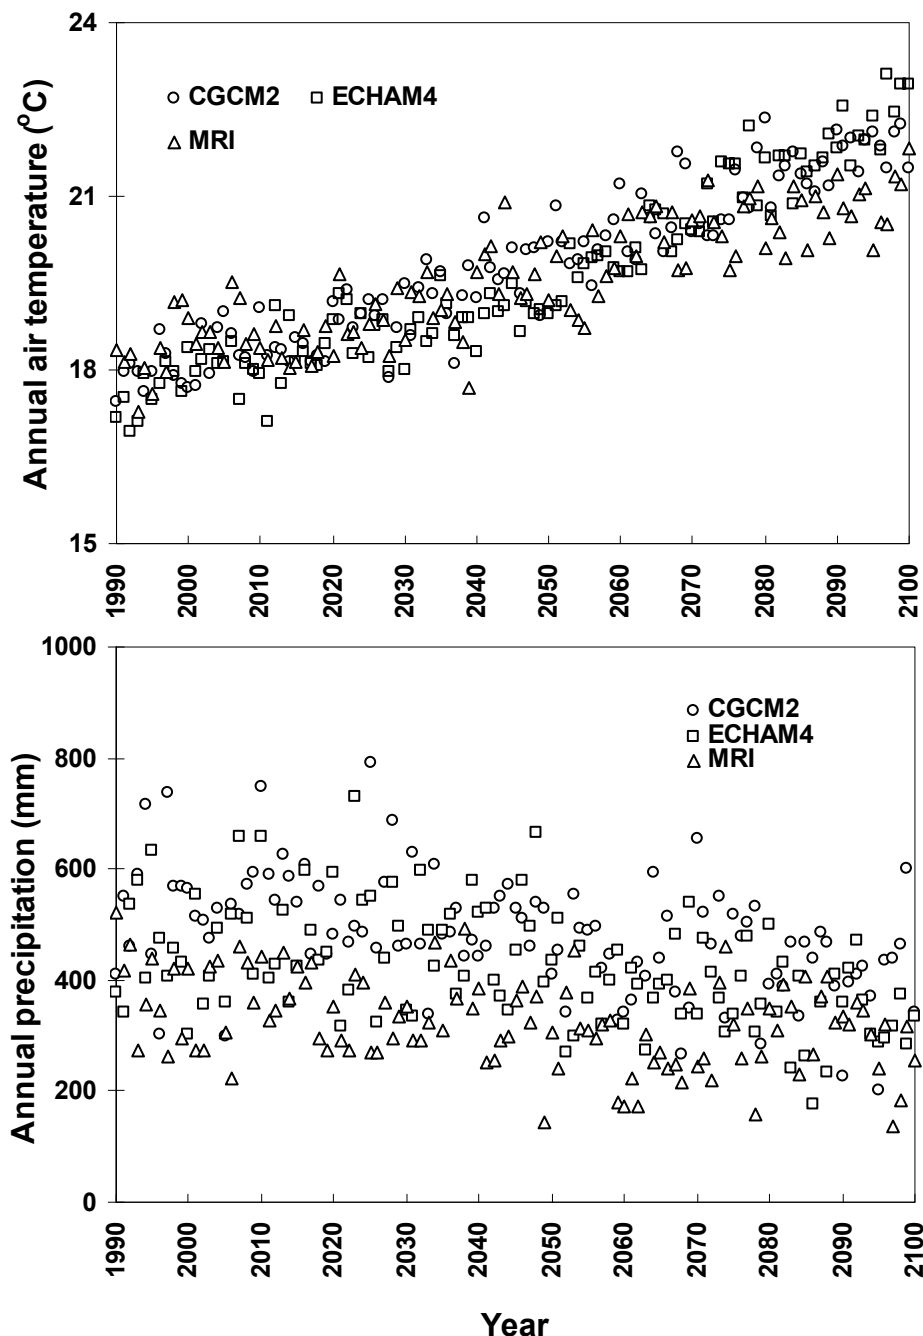 24
Annual air temperature (°C)
CGCM2 ECHAM4
MRI
21
18
15
1990 2000 2010 2020 2030 2040 2050 2060 2070 2080 2090 2100
1000
Annual precipitation (mm)
CGCM2
ECHAM4
MRI
800
600
400
200
0
1990 2000 2010 2020 2030 2040 2050 2060 2070 2080 2090 2100
Year